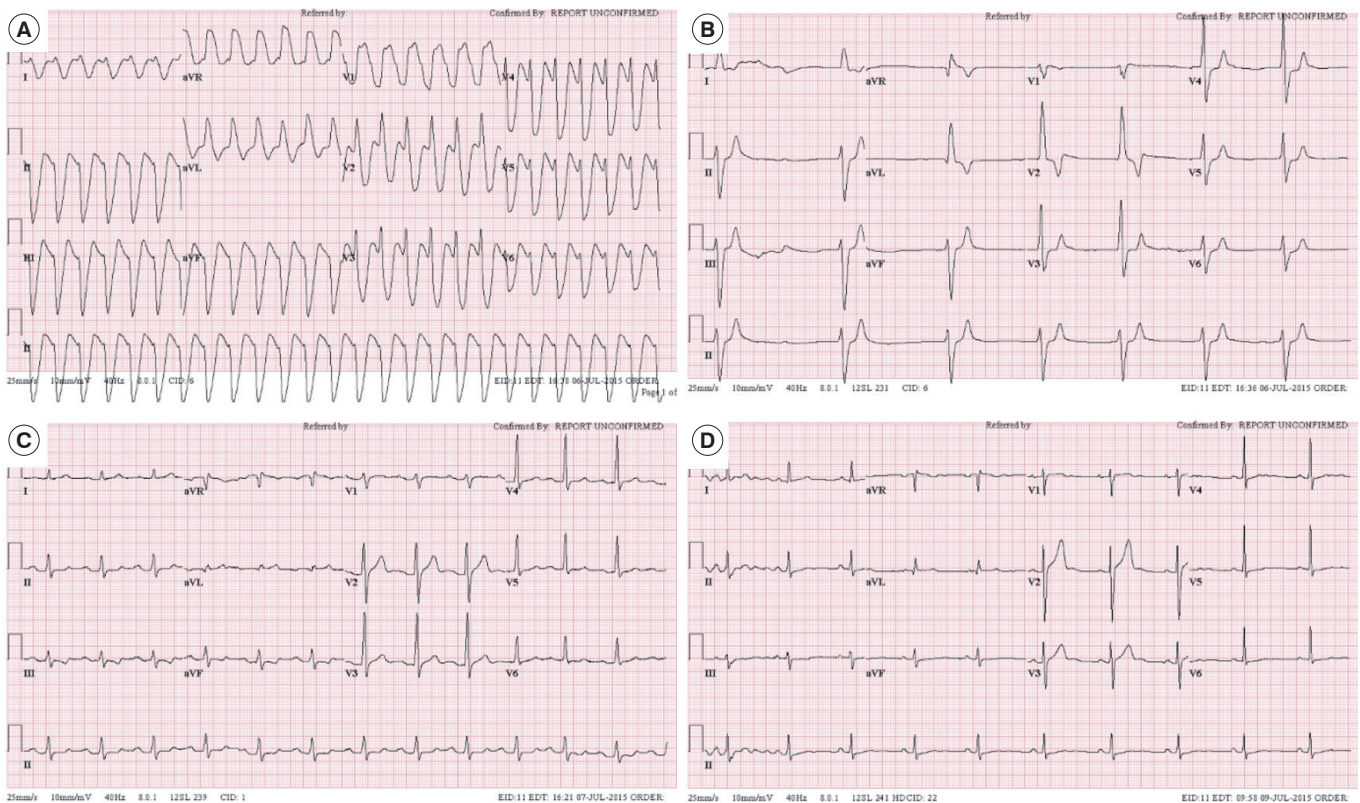 A
Referred by
Confirmed By: REPORT UNCONFIRMED
I aVR V1 V4
II aVL V2 V5
III aVF V3 V6
II
25mm/s 10mm/mV 40Hz 8.0.1 CID: 6
EID:11 EDT: 16:38 06-JUL-2015 ORDER:
Page 1 of
B
Referred by
Confirmed By: REPORT UNCONFIRMED
I aVR V1 V4
II aVL V2 V5
III aVF V3 V6
II
25mm/s 10mm/mV 40Hz 8.0.1 12SL 231 CID: 6
EID:11 EDT: 16:36 06-JUL-2015 ORDER:
C
Referred by
Confirmed By: REPORT UNCONFIRMED
I aVR V1 V4
II aVL V2 V5
III aVF V3 V6
II
25mm/s 10mm/mV 40Hz 8.0.1 12SL 239 CID: 1
EID:11 EDT: 16:21 07-JUL-2015 ORDER:
D
Referred by
Confirmed By: REPORT UNCONFIRMED
I aVR V1 V4
II aVL V2 V5
III aVF V3 V6
II
25mm/s 10mm/mV 40Hz 8.0.1 12SL 241 HDCID: 22
EID:11 EDT: 09:58 09-JUL-2015 ORDER: